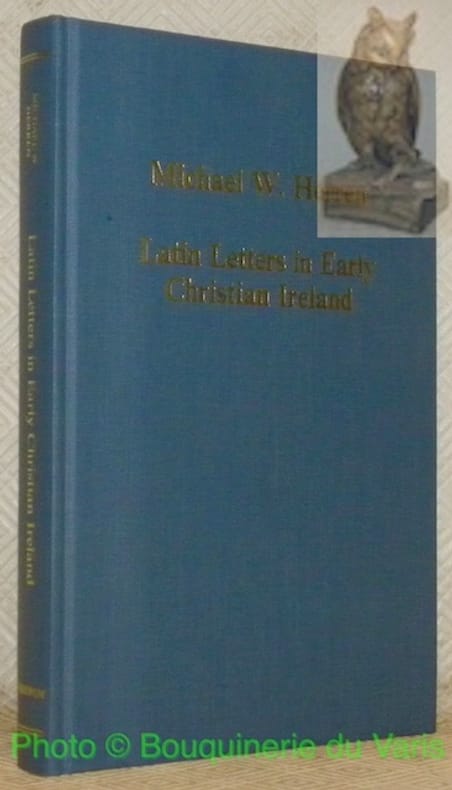 Michael W. Herren
Latin Letters in Early
Christian Ireland
Latin Letters in Early Christian Ireland
Photo © Bouquinerie du Varis